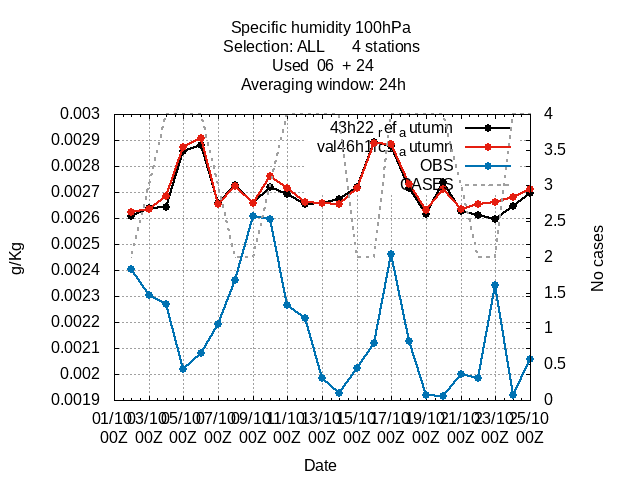 Specific humidity 100hPa
Selection: ALL 4 stations
Used 06 + 24
Averaging window: 24h
0.003
0.0029
0.0028
0.0027
0.0026
0.0025
0.0024
0.0023
0.0022
0.0021
0.002
0.0019
g/Kg
43h22 ref a utumn
val46h1rc1 a utumn
OBS
CASES
4
3.5
3
2.5
2
1.5
1
0.5
0
No cases
01/10 03/10 05/10 07/10 09/10 11/10 13/10 15/10 17/10 19/10 21/10 23/10 25/10
00Z 00Z 00Z 00Z 00Z 00Z 00Z 00Z 00Z 00Z 00Z 00Z 00Z
Date